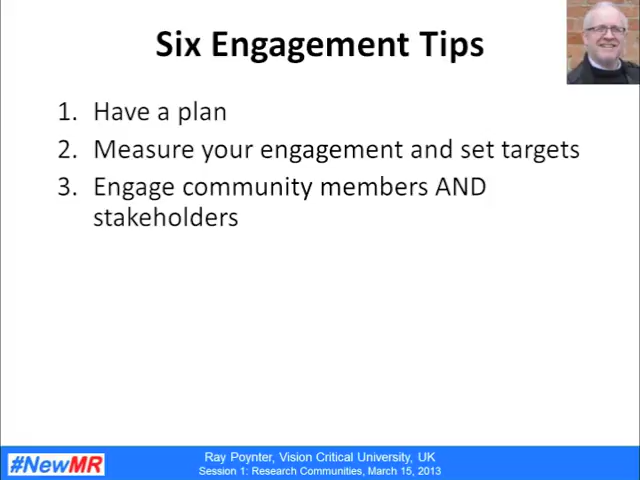 Six Engagement Tips
1. Have a plan
2. Measure your engagement and set targets
3. Engage community members AND
stakeholders
#NewMR
Ray Poynter, Vision Critical University, UK
Session 1: Research Communities, March 15, 2013